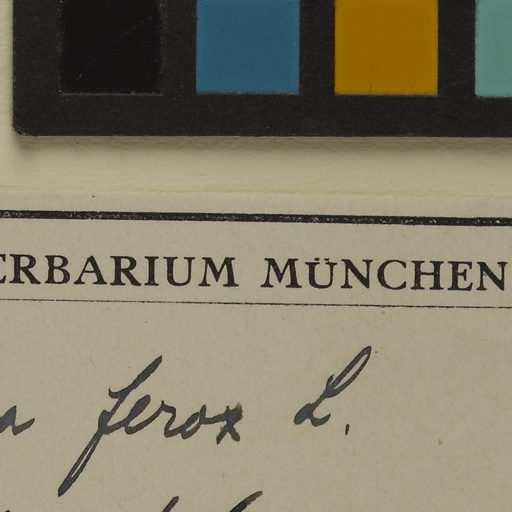 ERBARIUM MÜNCHEN
a ferox L.